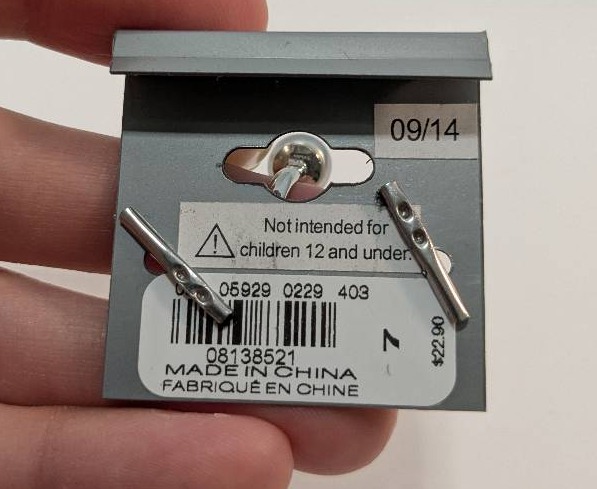 09/14
Not intended for
children 12 and under.
05929 0229 403
08138521
7
$22.90
MADE IN CHINA
FABRIQUÉ EN CHINE